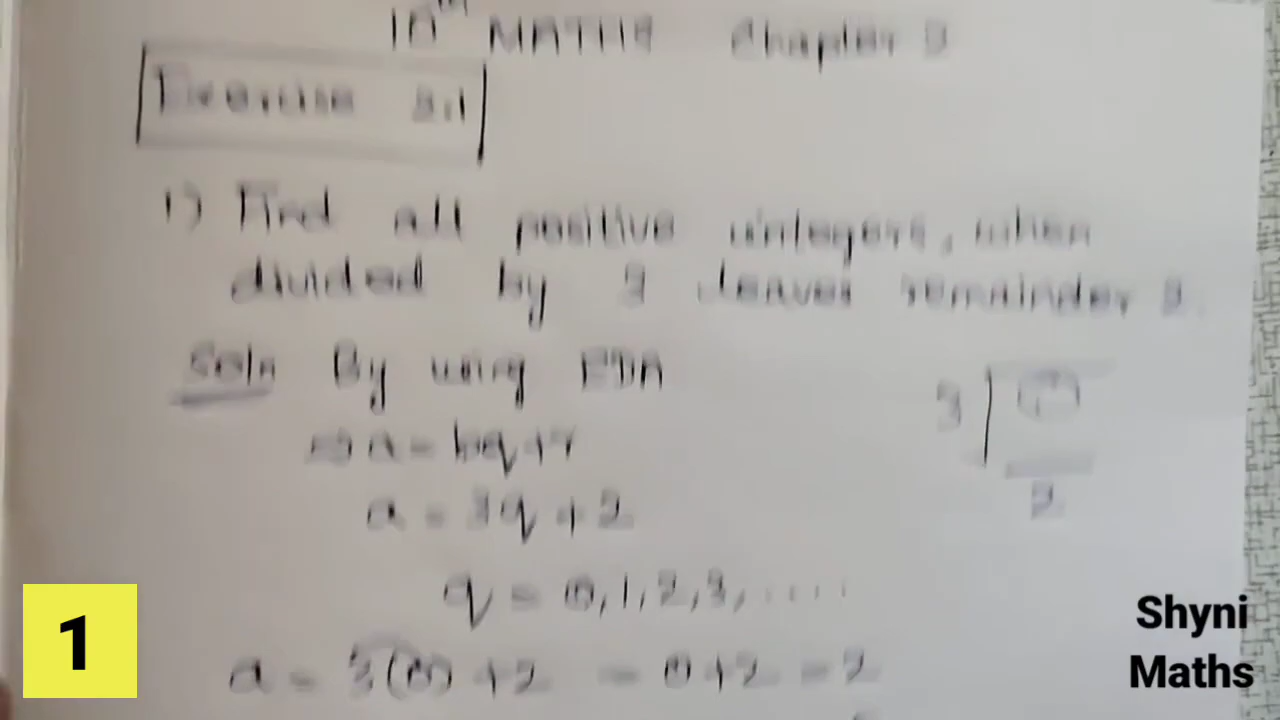 10th MATHS Chapter 2
Exercise 2.1
1) Find all positive integers, when
divided by 3 leaves remainder 2.
Soln By using EDA
⇒ a = bq + r
3
2
a = 3q + 2
q = 0, 1, 2, 3, .....
a = 3(0) + 2 = 0 + 2 = 2
1
Shyni
Maths